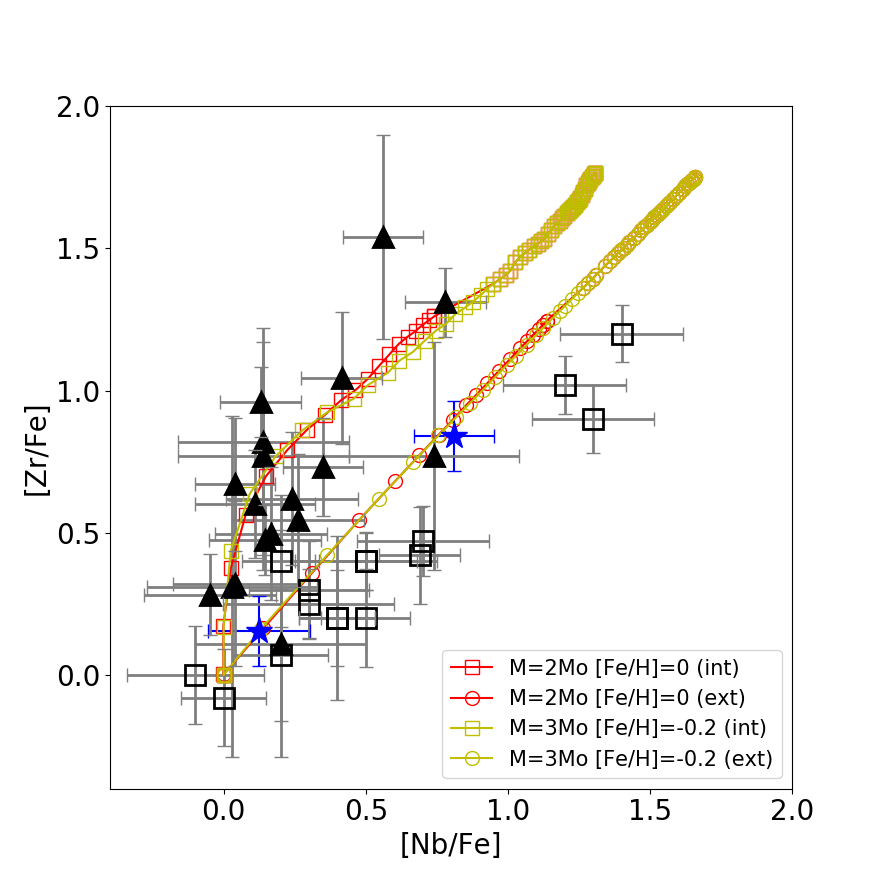 2.0
1.5
1.0
0.5
0.0
[Zr/Fe]
M=2Mo [Fe/H]=0 (int)
M=2Mo [Fe/H]=0 (ext)
M=3Mo [Fe/H]=-0.2 (int)
M=3Mo [Fe/H]=-0.2 (ext)
0.0 0.5 1.0 1.5 2.0
[Nb/Fe]